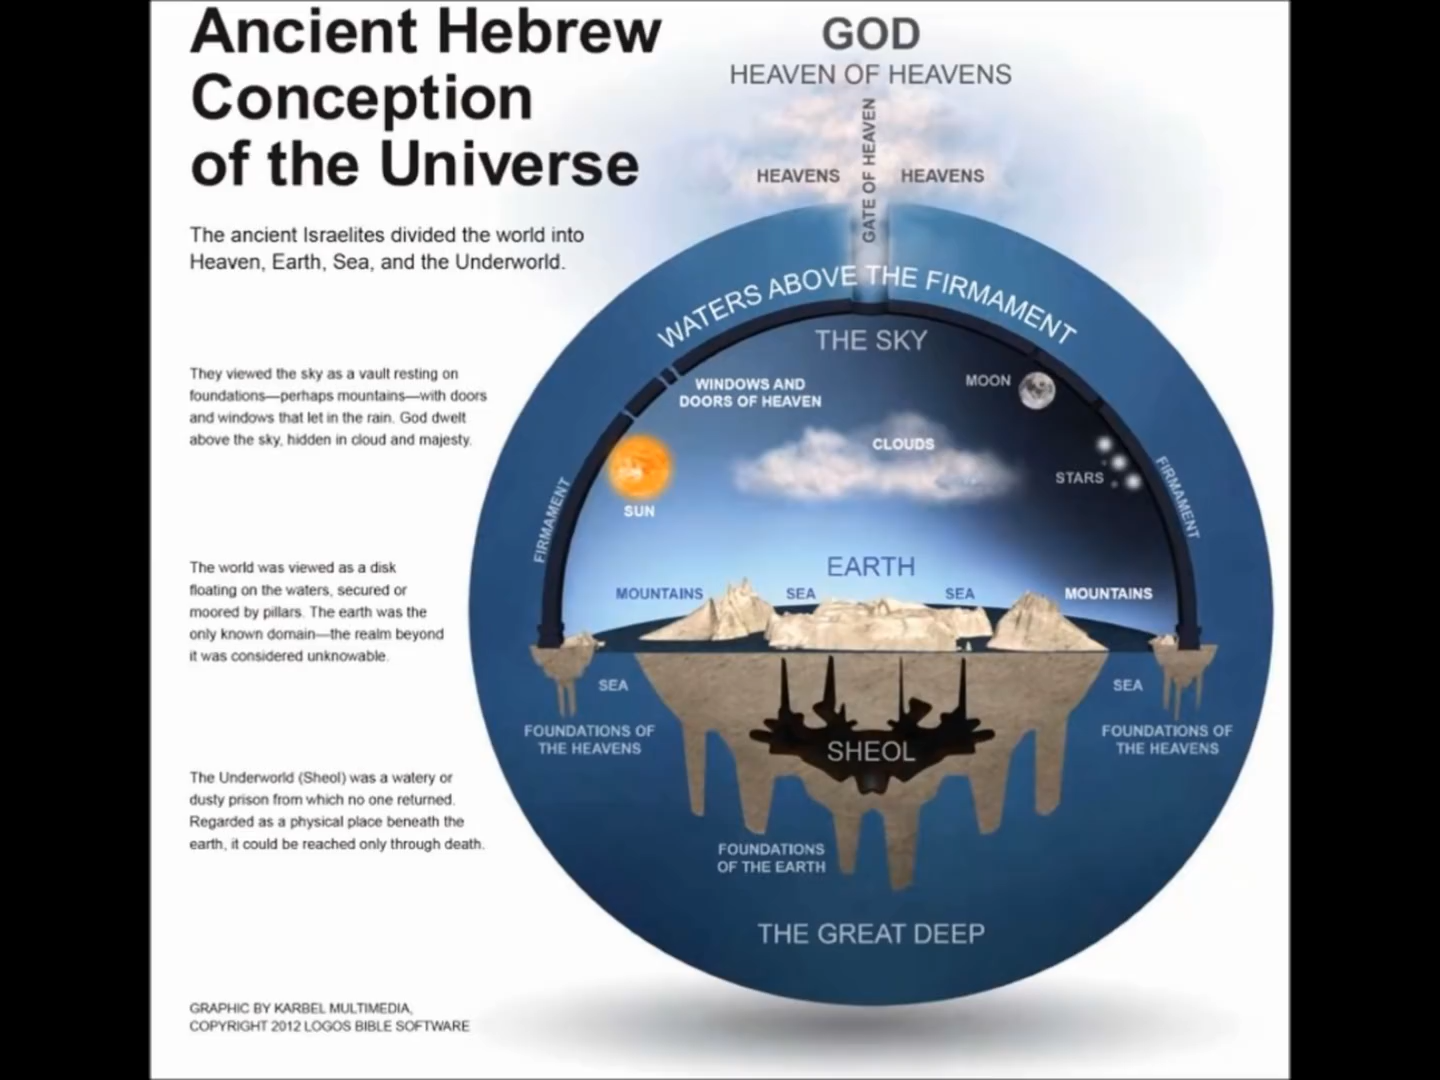 Ancient Hebrew
Conception
of the Universe
The ancient Israelites divided the world into
Heaven, Earth, Sea, and the Underworld.
They viewed the sky as a vault resting on
foundations—perhaps mountains—with doors
and windows that let in the rain. God dwelt
above the sky, hidden in cloud and majesty.
The world was viewed as a disk
floating on the waters, secured or
moored by pillars. The earth was the
only known domain—the realm beyond
it was considered unknowable.
The Underworld (Sheol) was a watery or
dusty prison from which no one returned.
Regarded as a physical place beneath the
earth, it could be reached only through death.
GRAPHIC BY KARBEL MULTIMEDIA,
COPYRIGHT 2012 LOGOS BIBLE SOFTWARE
GOD
HEAVEN OF HEAVENS
GATE OF HEAVEN
HEAVENS
HEAVENS
WATERS ABOVE THE FIRMAMENT
THE SKY
WINDOWS AND
DOORS OF HEAVEN
MOON
CLOUDS
STARS
SUN
FIRMAMENT
FIRMAMENT
EARTH
MOUNTAINS
SEA
SEA
MOUNTAINS
SEA
SEA
FOUNDATIONS OF
THE HEAVENS
FOUNDATIONS OF
THE HEAVENS
SHEOL
FOUNDATIONS
OF THE EARTH
THE GREAT DEEP